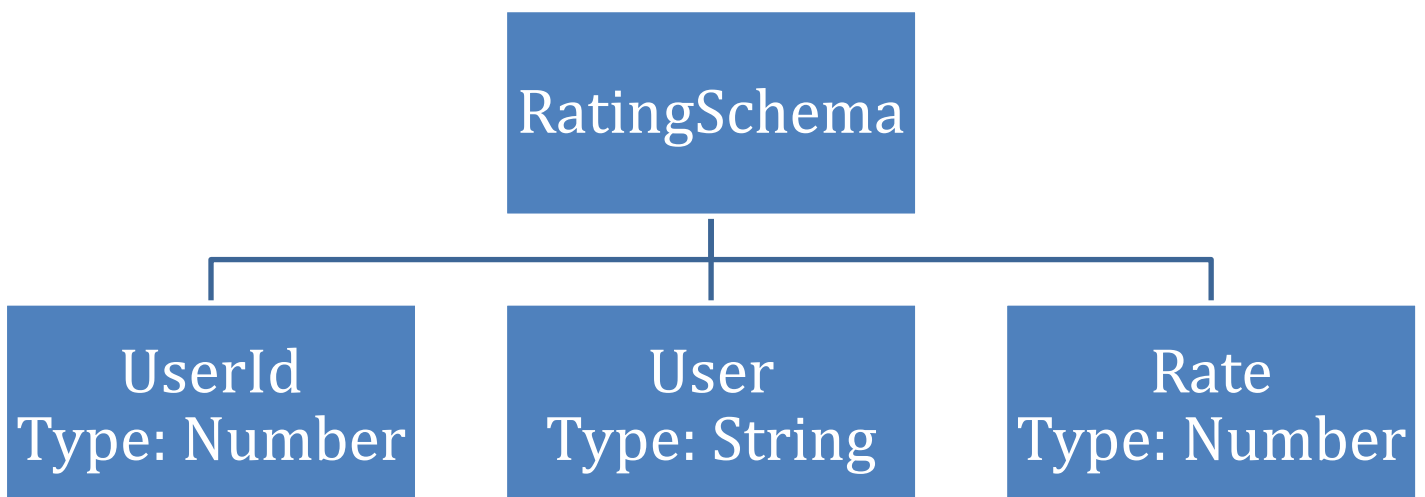 RatingSchema
UserId
Type: Number
User
Type: String
Rate
Type: Number